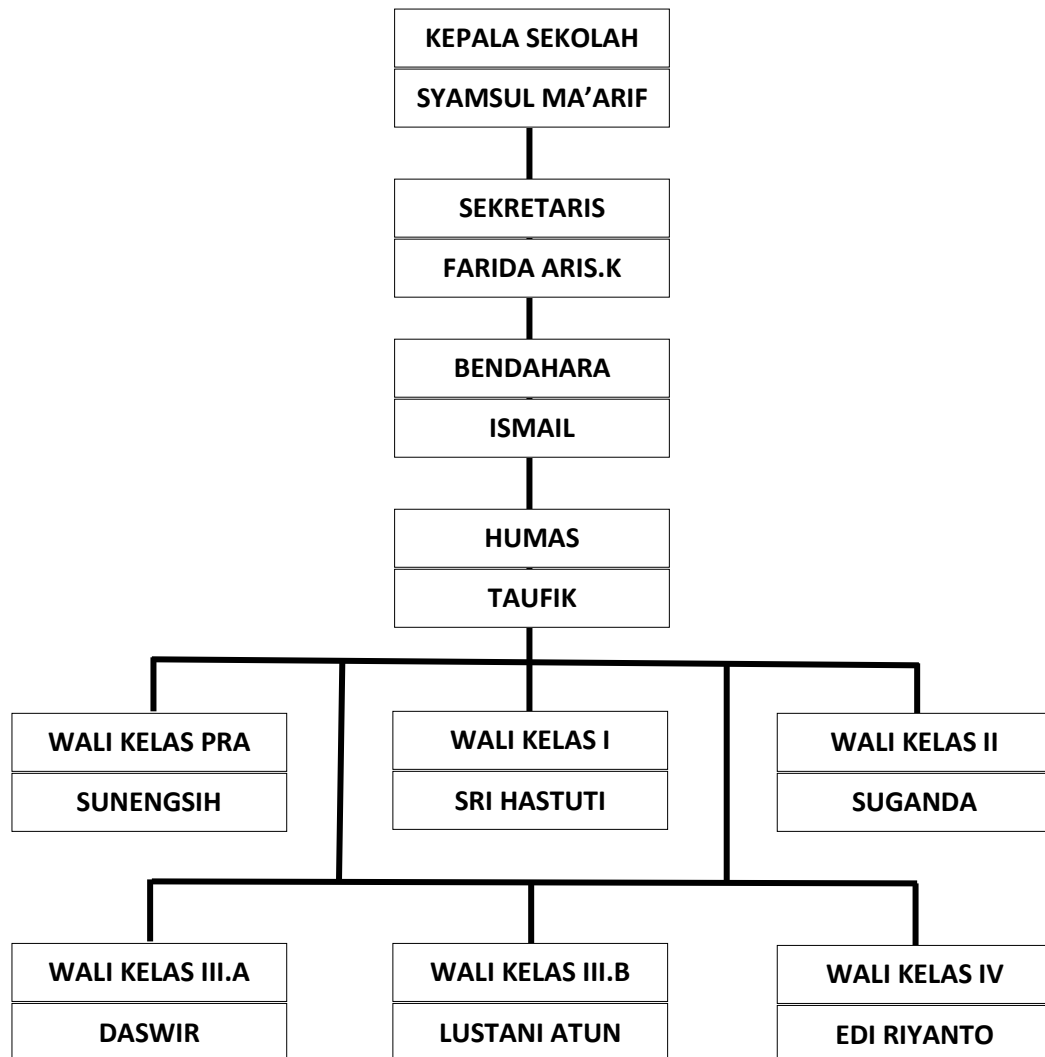 KEPALA SEKOLAH
SYAMSUL MA’ARIF
SEKRETARIS
FARIDA ARIS.K
BENDAHARA
ISMAIL
HUMAS
TAUFIK
WALI KELAS PRA
SUNENGSIH
WALI KELAS I
SRI HASTUTI
WALI KELAS II
SUGANDA
WALI KELAS III.A
DASWIR
WALI KELAS III.B
LUSTANI ATUN
WALI KELAS IV
EDI RIYANTO